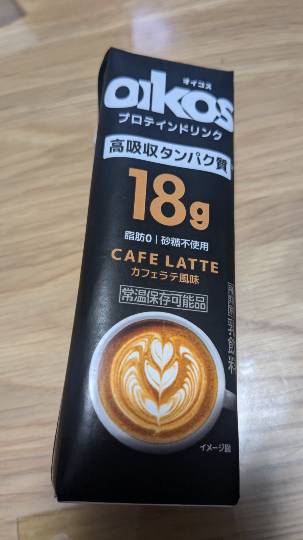 オイコス
oikos
プロテインドリンク
高吸収タンパク質
18g
脂肪0 | 砂糖不使用
CAFE LATTE
カフェラテ風味
常温保存可能品
イメージ図